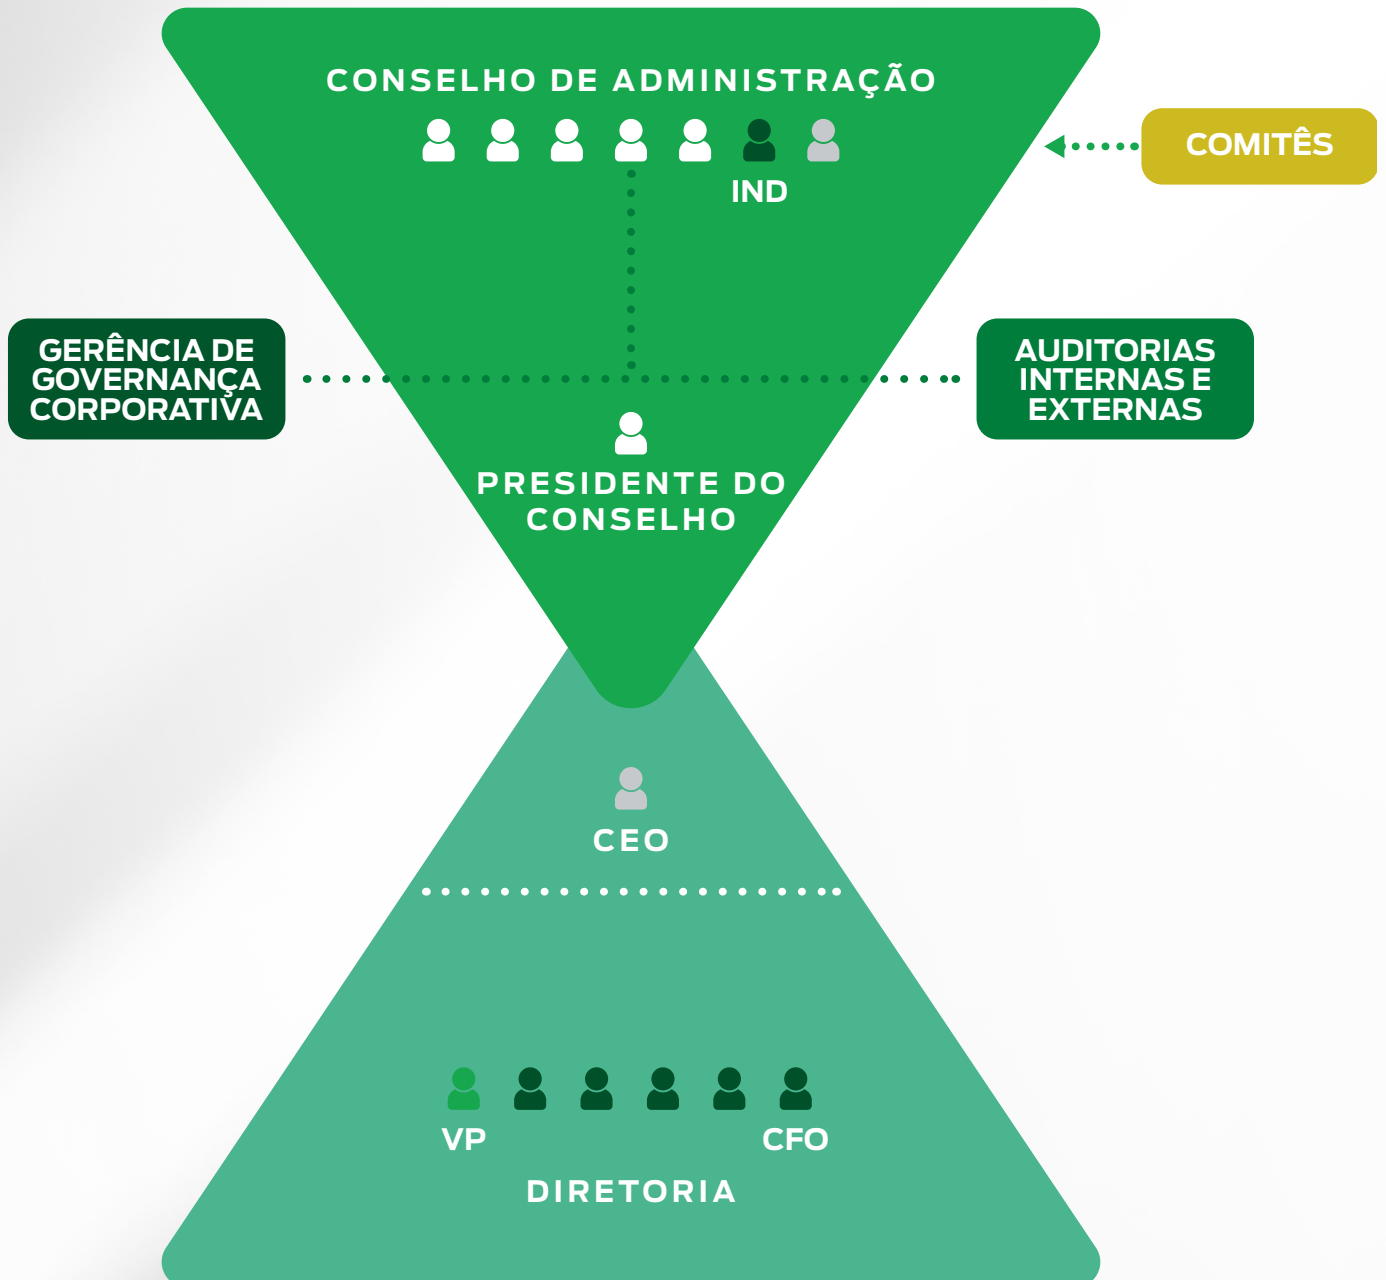 CONSELHO DE ADMINISTRAÇÃO
COMITÊS
IND
GERÊNCIA DE
GOVERNANÇA
CORPORATIVA
AUDITORIAS
INTERNAS E
EXTERNAS
PRESIDENTE DO
CONSELHO
CEO
VP
CFO
DIRETORIA